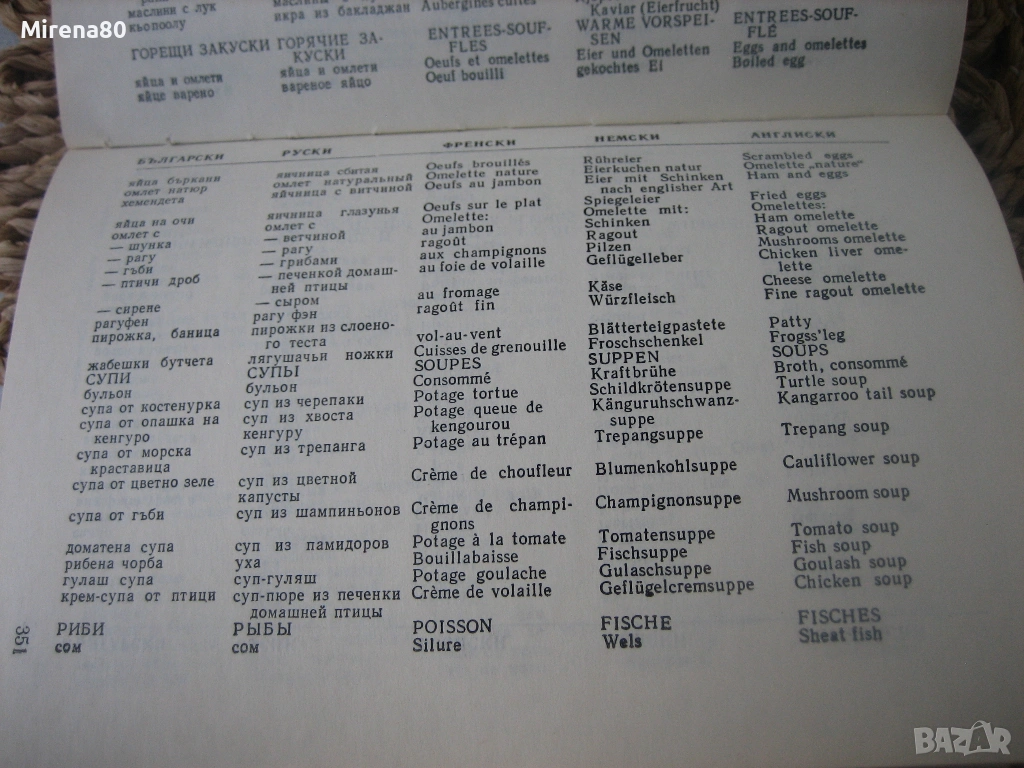 Mirena80
маслини с лук
кьопоолу
икра из бакладжан
Aubergines cuites
Kaviar (Eierfrucht)
ГОРЕЩИ ЗАКУСКИ
ГОРЯЧИЕ ЗА-
КУСКИ
ENTREES-SOUF-
FLES
WARME VORSPEI-
SEN
ENTREES-SOUF-
FLÉ
яйца и омлети
яйца и омлети
Oeufs et omelettes
Eier und Omeletten
Eggs and omelettes
яйце варено
вареное яйцо
Oeuf bouilli
gekochtes Ei
Boiled egg
БЪЛГАРСКИ РУСКИ ФРЕНСКИ НЕМСКИ АНГЛИСКИ
яйца бъркани яичница сбитая Oeufs brouillés Rühreier Scrambled eggs
омлет натюр омлет натуральный Omelette nature Eierkuchen natur Omelette „nature"
хемендета яйчница с витчиной Oeufs au jambon Eier mit Schinken Ham and eggs
nach englisher Art
яйца на очи яичница глазунья Oeufs sur le plat Spiegeleier Fried eggs
омлет с омлет с Omelette: Omelette mit: Omelettes:
— шунка — ветчиной au jambon Schinken Ham omelette
— рагу — рагу ragoût Ragout Ragout omelette
— гъби — грибами aux champignons Pilzen Mushrooms omelette
— птичи дроб — печенкой домаш- au foie de volaille Geflügelleber Chicken liver ome-
ней птицы lette
— сирене — сыром au fromage Käse Cheese omelette
рагуфен рагу фэн ragoût fin Würzfleisch Fine ragout omelette
пирожка, баница пирожки из слоено- vol-au-vent Blätterteigpastete Patty
го теста
жабешки бутчета лягушачьи ножки Cuisses de grenouille Froschschenkel Frogss'leg
СУПИ СУПЫ SOUPES SUPPEN SOUPS
бульон бульон Consommé Kraftbrühe Broth, consommé
супа от костенурка суп из черепаки Potage tortue Schildkrötensuppe Turtle soup
супа от опашка на суп из хвоста Potage queue de Känguruhschwanz- Kangarroo tail soup
кенгуро кенгуру kengourou suppe
супа от морска суп из трепанга Potage au trépan Trepangsuppe Trepang soup
краставица
супа от цветно зеле суп из цветной Crème de choufleur Blumenkohlsuppe Cauliflower soup
капусты
супа от гъби суп из шампиньонов Crème de champi- Champignonsuppe Mushroom soup
gnons
доматена супа суп из памидоров Potage à la tomate Tomatensuppe Tomato soup
рибена чорба уха Bouillabaisse Fischsuppe Fish soup
гулаш супа суп-гуляш Potage goulache Gulaschsuppe Goulash soup
крем-супа от птици суп-пюре из печенки Crème de volaille Geflügelcremsuppe Chicken soup
домашней птицы
РИБИ РЫБЫ POISSON FISCHE FISCHES
сом сом Silure Wels Sheat fish
351
BAZAR